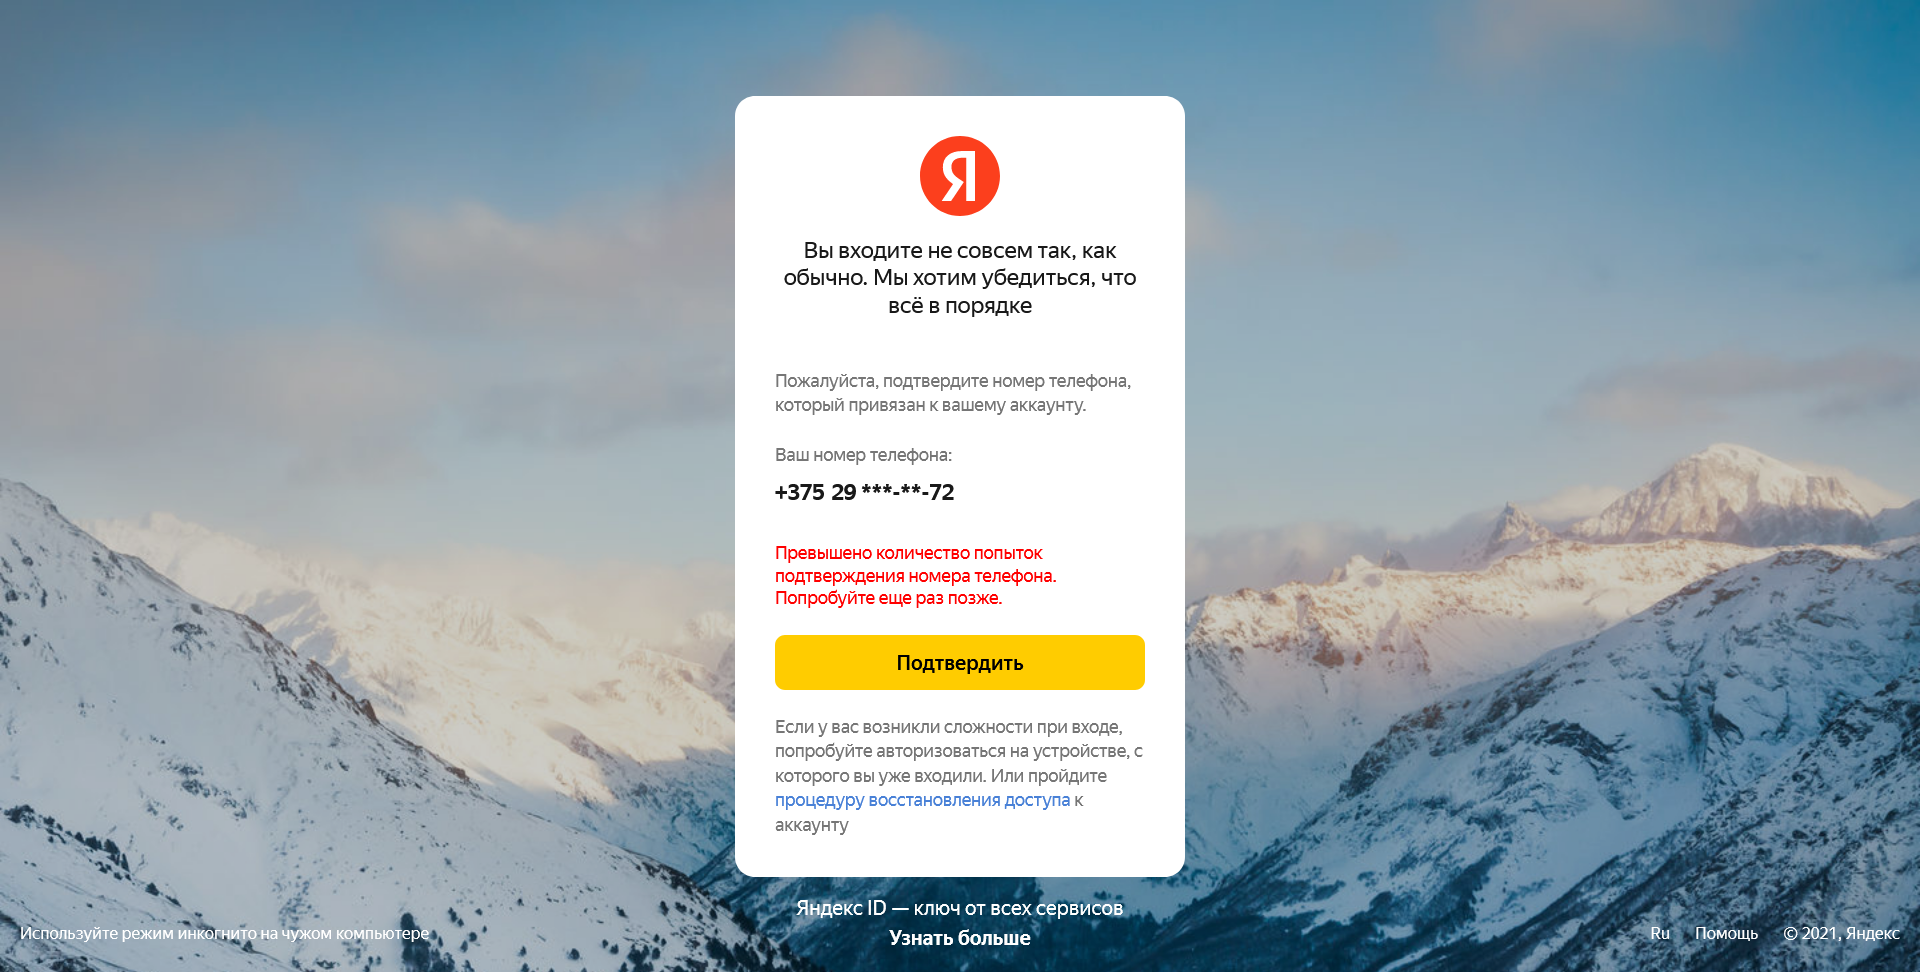 Я
Вы входите не совсем так, как
обычно. Мы хотим убедиться, что
всё в порядке
Пожалуйста, подтвердите номер телефона,
который привязан к вашему аккаунту.
Ваш номер телефона:
+375 29 ***-**-72
Превышено количество попыток
подтверждения номера телефона.
Попробуйте еще раз позже.
Подтвердить
Если у вас возникли сложности при входе,
попробуйте авторизоваться на устройстве, с
которого вы уже входили. Или пройдите
процедуру восстановления доступа к
аккаунту
Яндекс ID — ключ от всех сервисов
Узнать больше
Используйте режим инкогнито на чужом компьютере
Ru Помощь © 2021, Яндекс